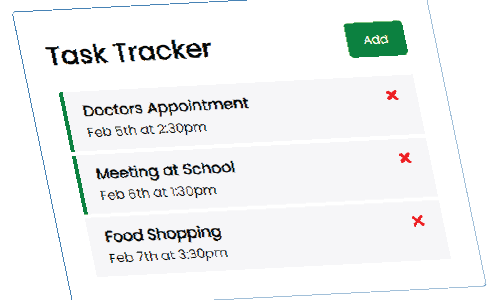 Task Tracker
Add
Doctors Appointment
Feb 5th at 2:30pm
Meeting at School
Feb 6th at 1:30pm
Food Shopping
Feb 7th at 3:30pm